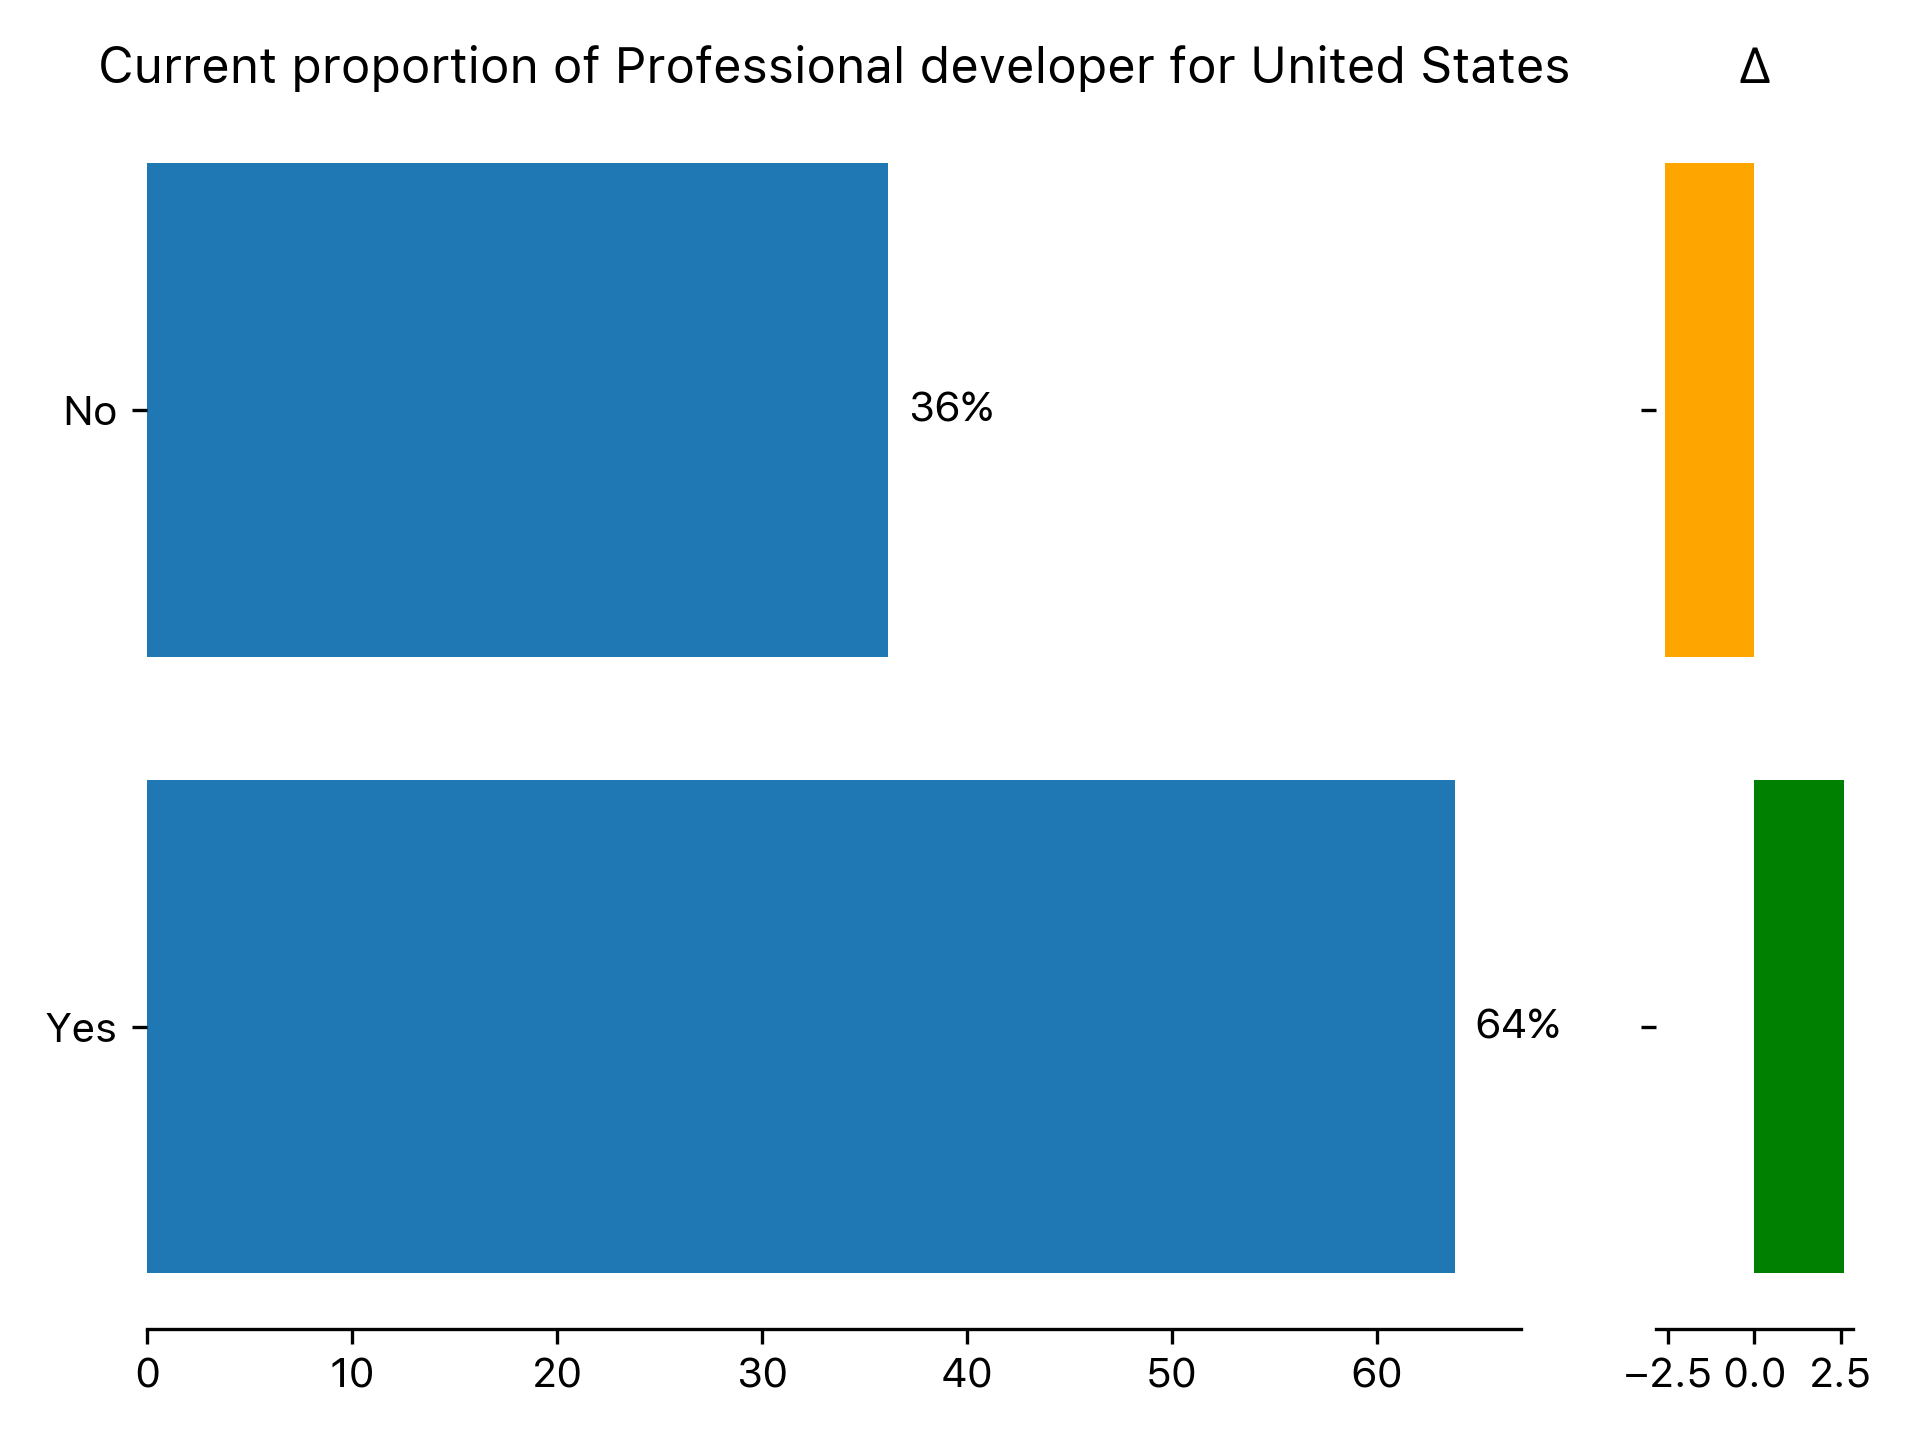 Current proportion of Professional developer for United States Δ
No 36%
Yes 64%
0 10 20 30 40 50 60 −2.5 0.0 2.5